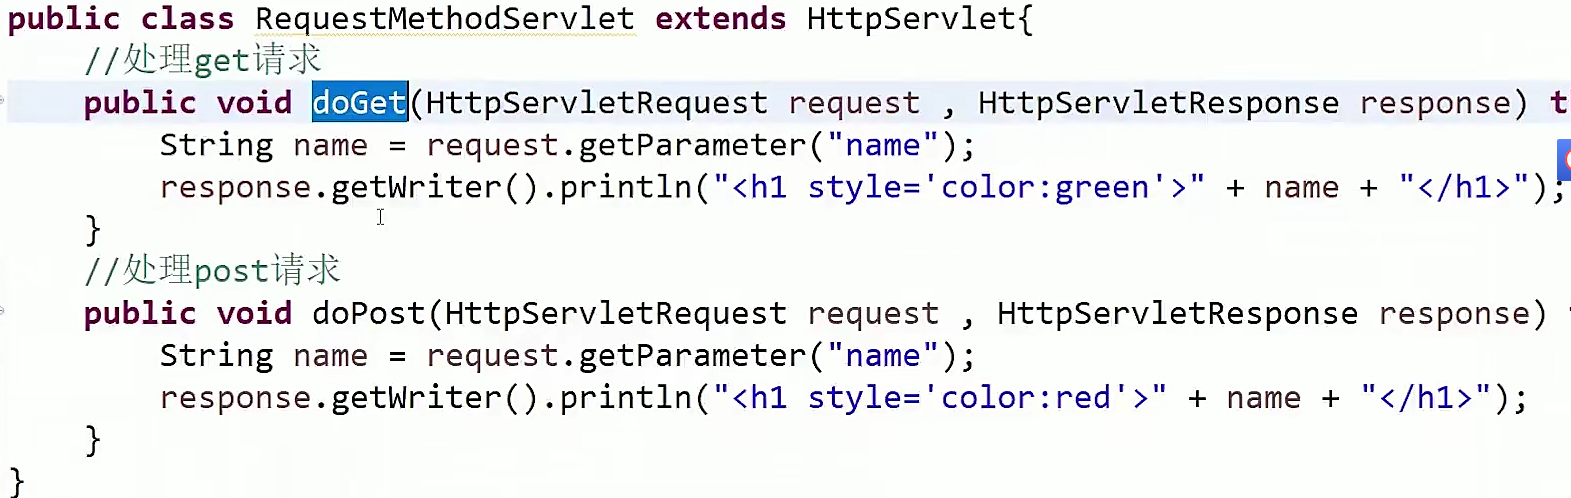 public class RequestMethodServlet extends HttpServlet{
    //处理get请求
    public void doGet(HttpServletRequest request , HttpServletResponse response) t
        String name = request.getParameter("name");
        response.getWriter().println("<h1 style='color:green'>" + name + "</h1>");
    }
    //处理post请求
    public void doPost(HttpServletRequest request , HttpServletResponse response)
        String name = request.getParameter("name");
        response.getWriter().println("<h1 style='color:red'>" + name + "</h1>");
    }
}